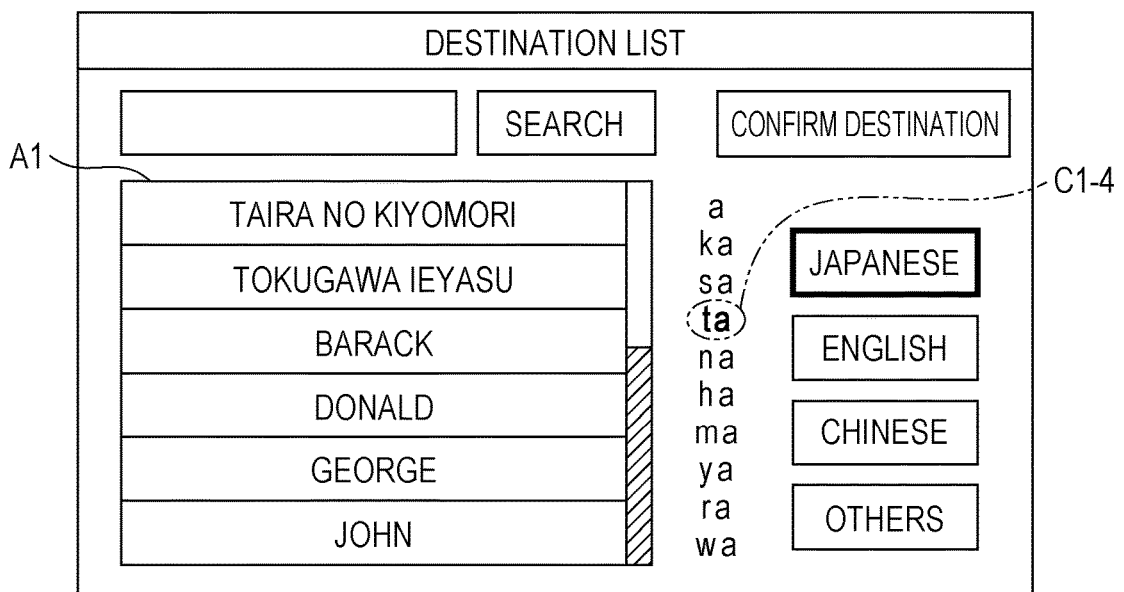 DESTINATION LIST
SEARCH
CONFIRM DESTINATION
A1
C1-4
TAIRA NO KIYOMORI
TOKUGAWA IEYASU
BARACK
DONALD
GEORGE
JOHN
a
ka
sa
ta
na
ha
ma
ya
ra
wa
JAPANESE
ENGLISH
CHINESE
OTHERS